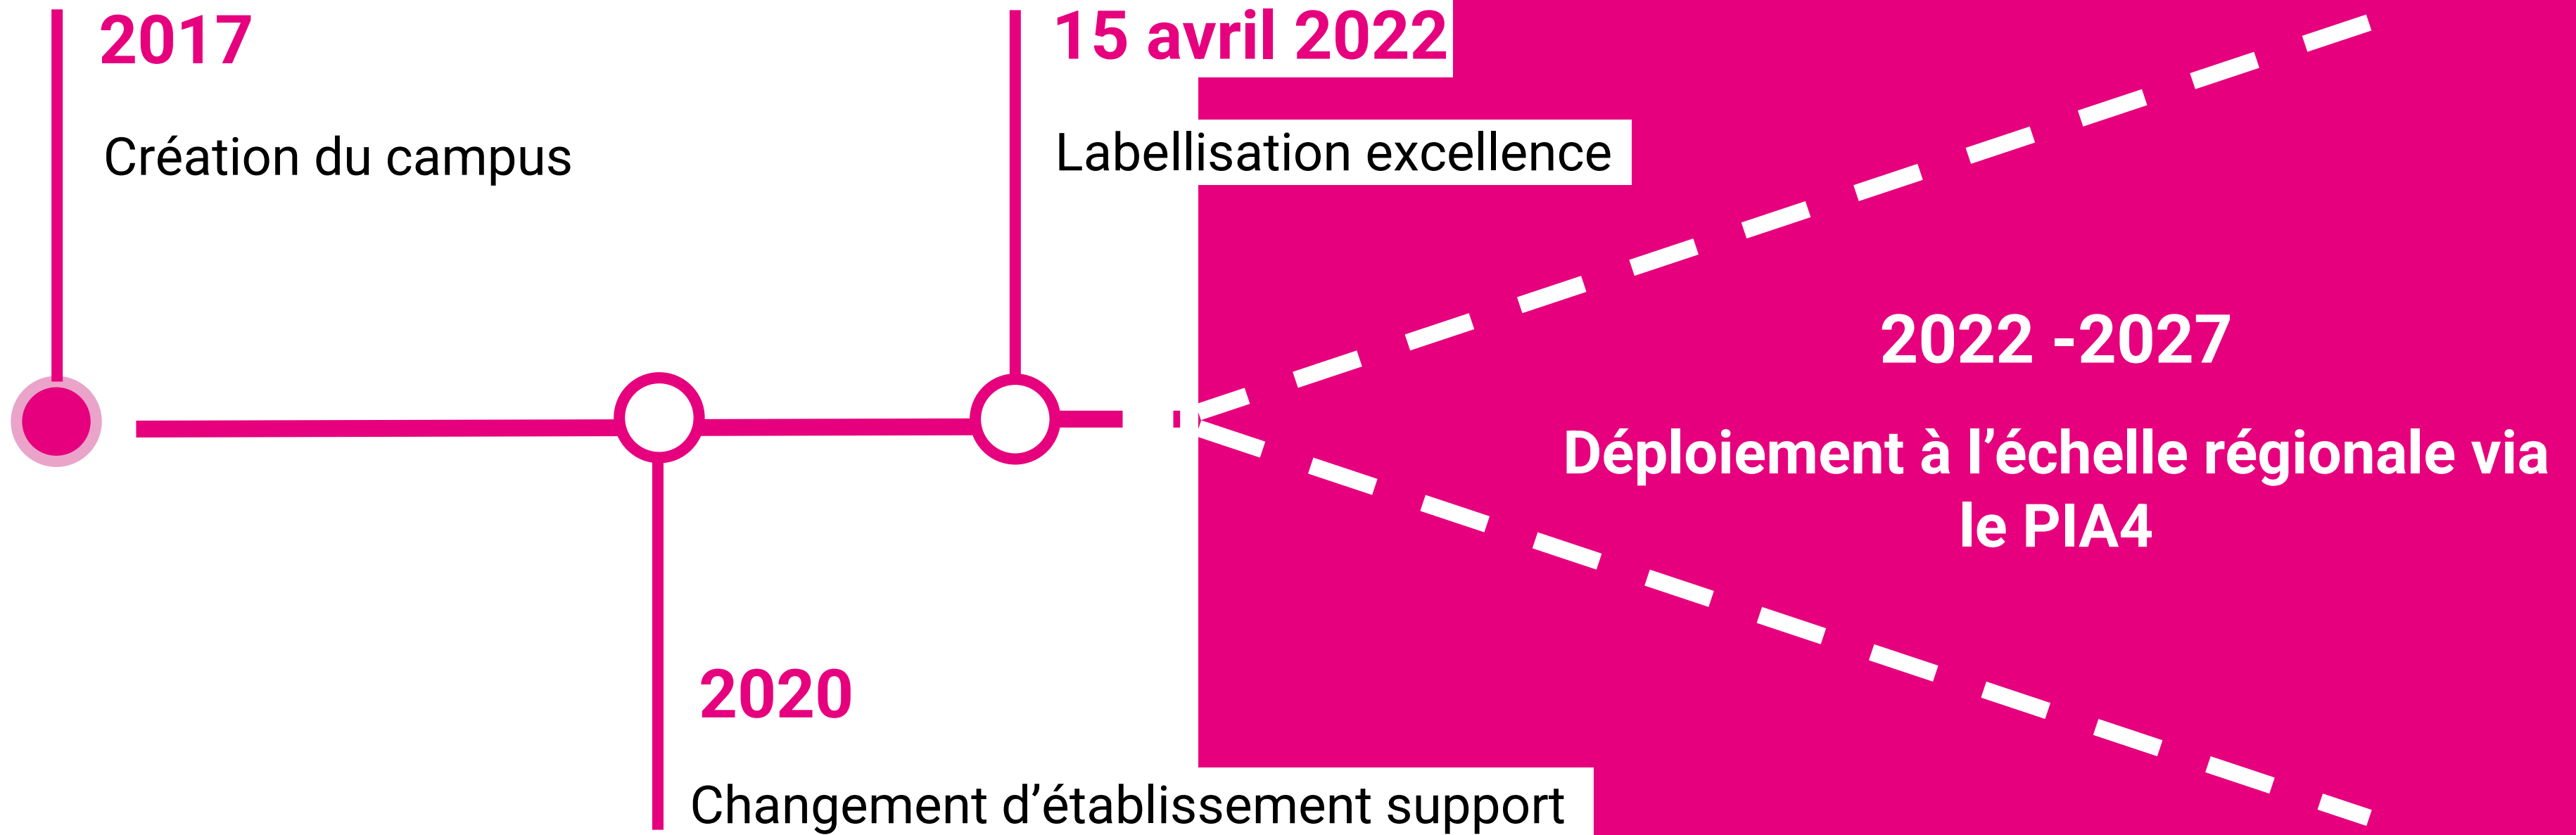 2017
Création du campus
15 avril 2022
Labellisation excellence
2022 -2027
Déploiement à l’échelle régionale via
le PIA4
2020
Changement d’établissement support